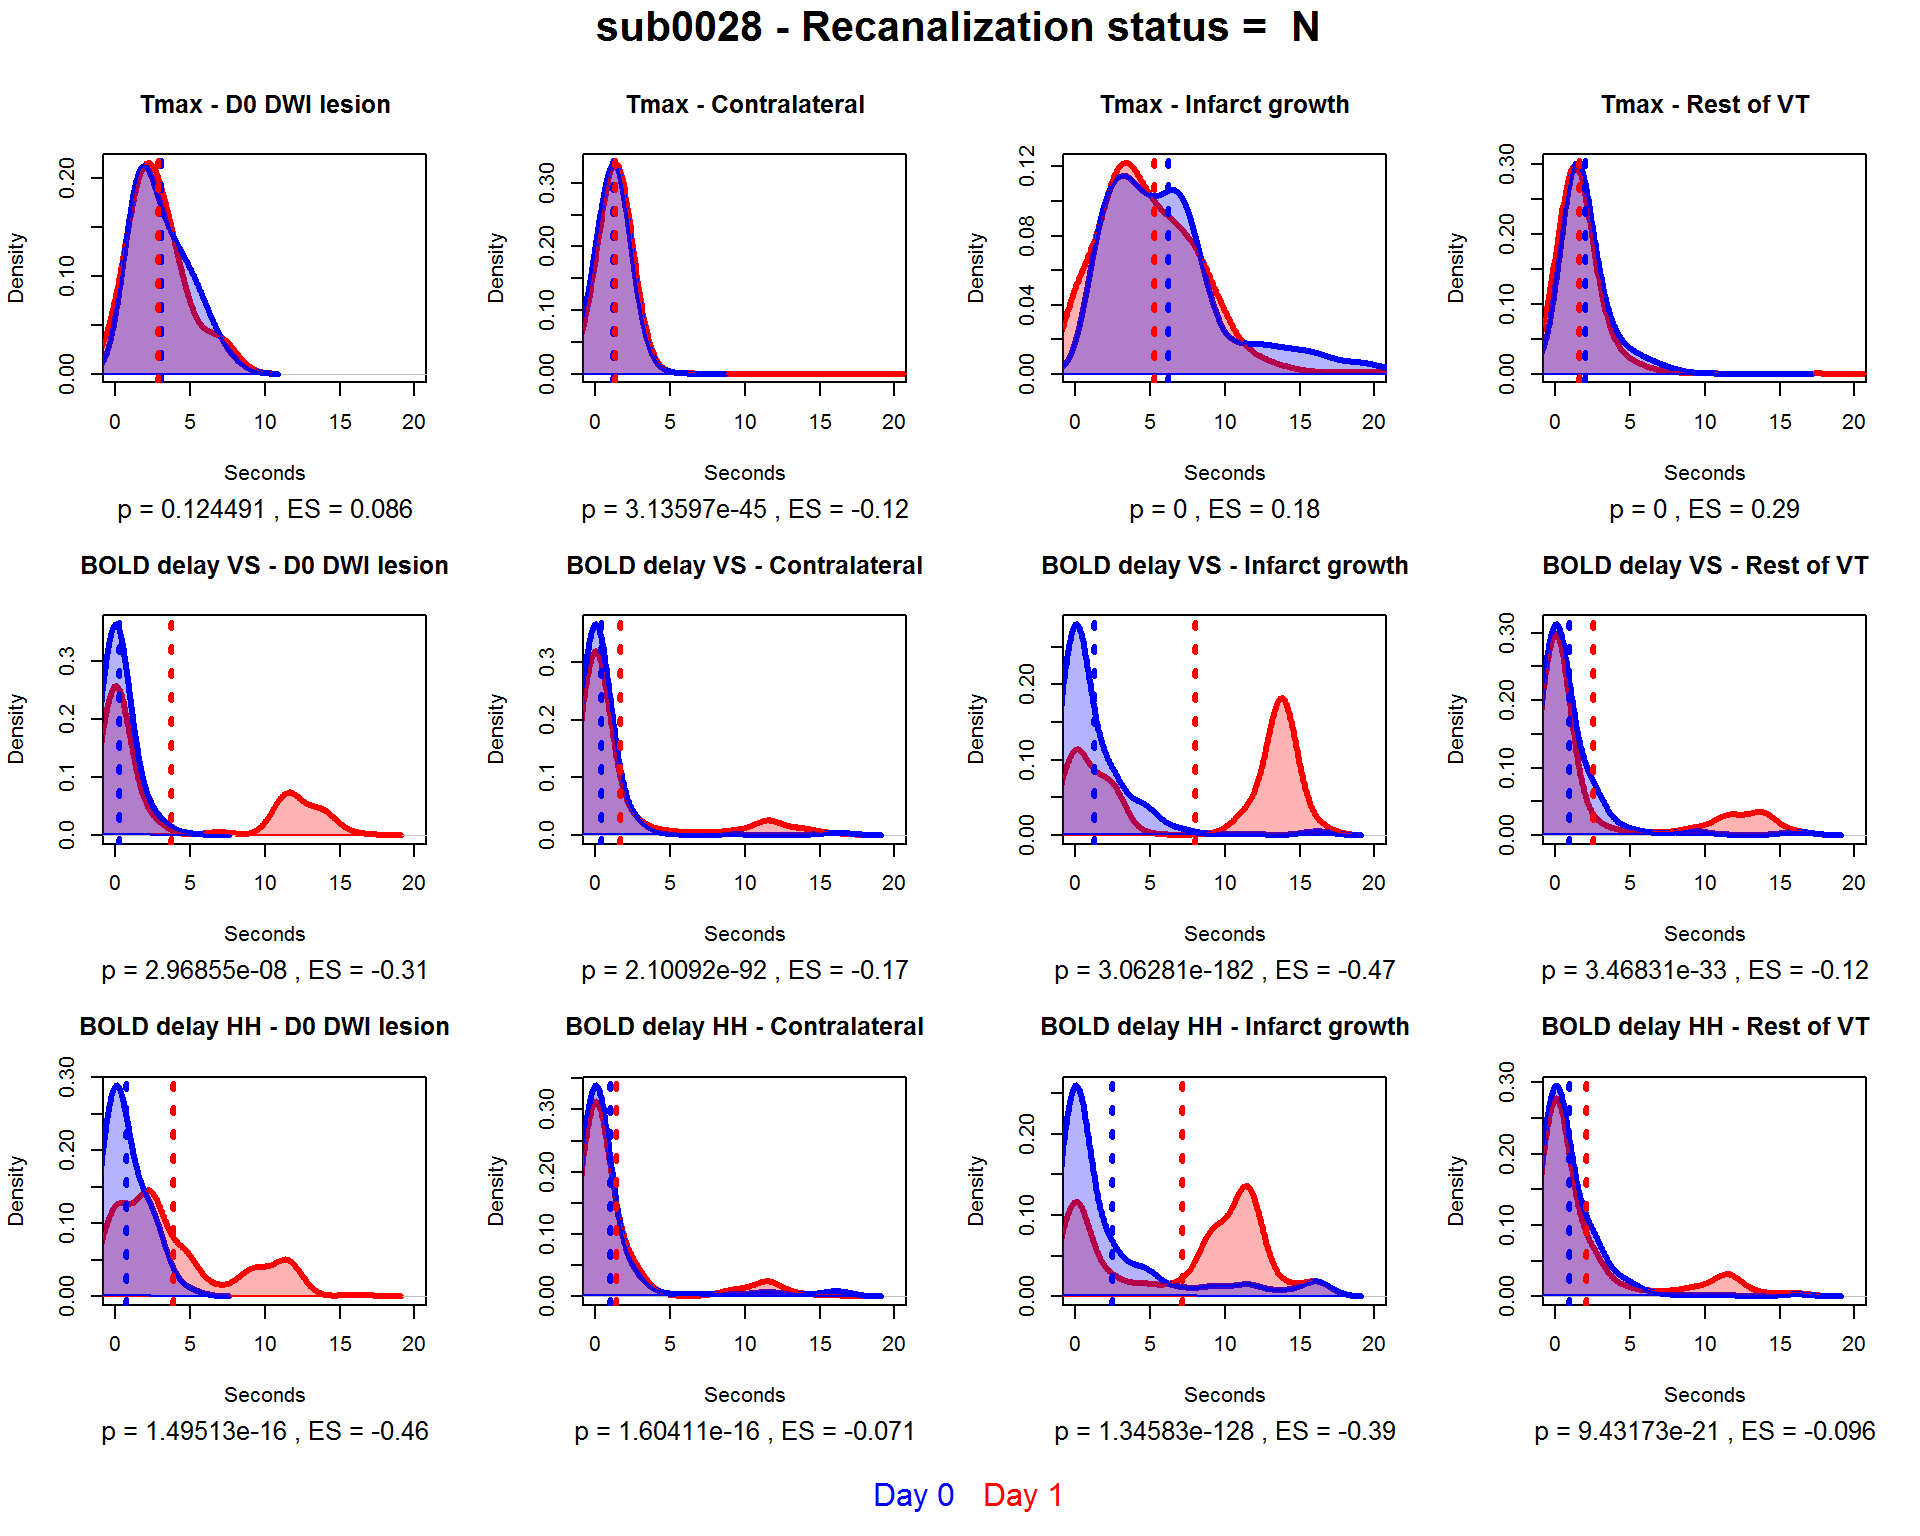 sub0028 - Recanalization status =  N
Tmax - D0 DWI lesion
Density
0.00 0.10 0.20
0 5 10 15 20
Seconds
p = 0.124491 , ES = 0.086
Tmax - Contralateral
Density
0.00 0.10 0.20 0.30
0 5 10 15 20
Seconds
p = 3.13597e-45 , ES = -0.12
Tmax - Infarct growth
Density
0.00 0.04 0.08 0.12
0 5 10 15 20
Seconds
p = 0 , ES = 0.18
Tmax - Rest of VT
Density
0.00 0.10 0.20 0.30
0 5 10 15 20
Seconds
p = 0 , ES = 0.29
BOLD delay VS - D0 DWI lesion
Density
0.0 0.1 0.2 0.3
0 5 10 15 20
Seconds
p = 2.96855e-08 , ES = -0.31
BOLD delay VS - Contralateral
Density
0.0 0.1 0.2 0.3
0 5 10 15 20
Seconds
p = 2.10092e-92 , ES = -0.17
BOLD delay VS - Infarct growth
Density
0.00 0.10 0.20
0 5 10 15 20
Seconds
p = 3.06281e-182 , ES = -0.47
BOLD delay VS - Rest of VT
Density
0.00 0.10 0.20 0.30
0 5 10 15 20
Seconds
p = 3.46831e-33 , ES = -0.12
BOLD delay HH - D0 DWI lesion
Density
0.00 0.10 0.20 0.30
0 5 10 15 20
Seconds
p = 1.49513e-16 , ES = -0.46
BOLD delay HH - Contralateral
Density
0.00 0.10 0.20 0.30
0 5 10 15 20
Seconds
p = 1.60411e-16 , ES = -0.071
BOLD delay HH - Infarct growth
Density
0.00 0.10 0.20
0 5 10 15 20
Seconds
p = 1.34583e-128 , ES = -0.39
BOLD delay HH - Rest of VT
Density
0.00 0.10 0.20 0.30
0 5 10 15 20
Seconds
p = 9.43173e-21 , ES = -0.096
Day 0 Day 1